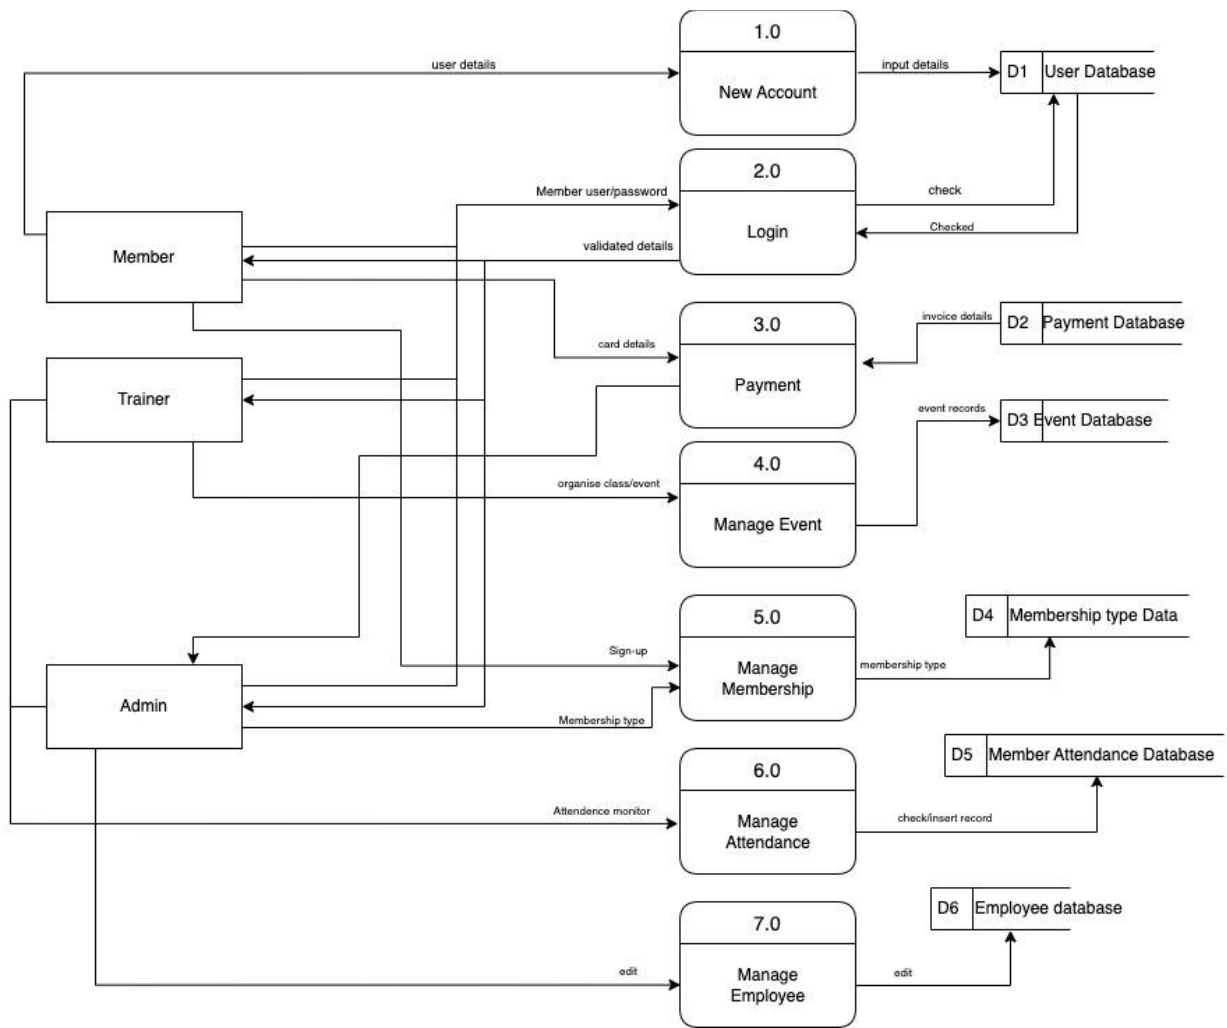 1.0
user details
input details
D1 User Database
New Account
2.0
Member user/password
check
Login
Checked
validated details
Member
3.0
invoice details
D2 Payment Database
card details
Payment
Trainer
event records
D3 Event Database
4.0
organise class/event
Manage Event
5.0
D4 Membership type Data
Sign-up
Manage
Membership
membership type
Admin
Membership type
D5 Member Attendance Database
6.0
Attendence monitor
Manage
Attendance
check/insert record
D6 Employee database
7.0
edit
Manage
Employee
edit